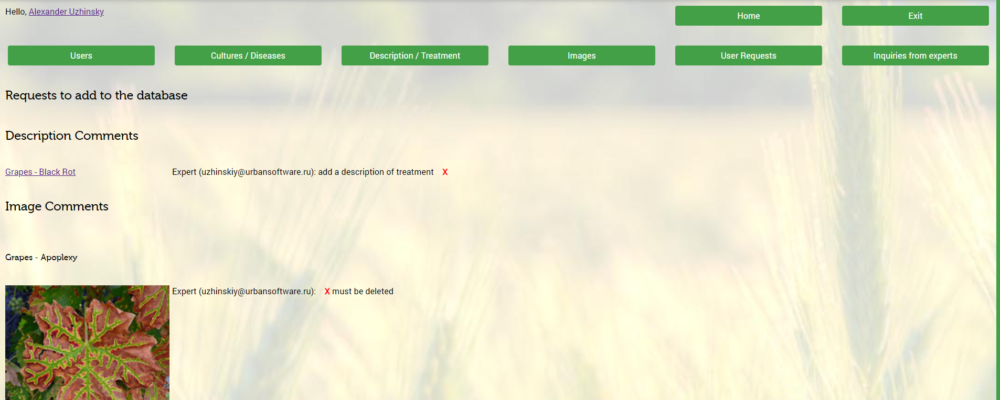 Hello, Alexander Uzhinsky
Home
Exit
Users
Cultures / Diseases
Description / Treatment
Images
User Requests
Inquiries from experts
Requests to add to the database
Description Comments
Grapes - Black Rot
Expert (uzhinskiy@urbansoftware.ru): add a description of treatment X
Image Comments
Grapes - Apoplexy
Expert (uzhinskiy@urbansoftware.ru): X must be deleted